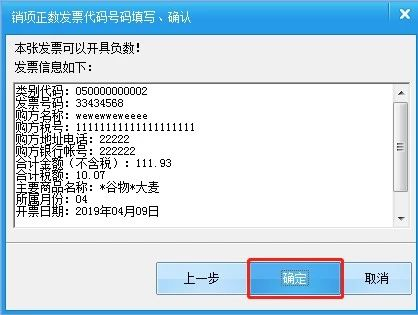 销项正数发票代码号码填写、确认
本张发票可以开具负数!
发票信息如下:
类别代码: 050000000002
发票号码: 33434568
购方名称: wewewweweeee
购方税号: 11111111111111111111
购方地址电话: 22222
购方银行帐号: 222222
合计金额(不含税): 111.93
合计税额: 10.07
主要商品名称: *谷物*大麦
所属月份: 04
开票日期: 2019年04月09日
上一步
确定
取消